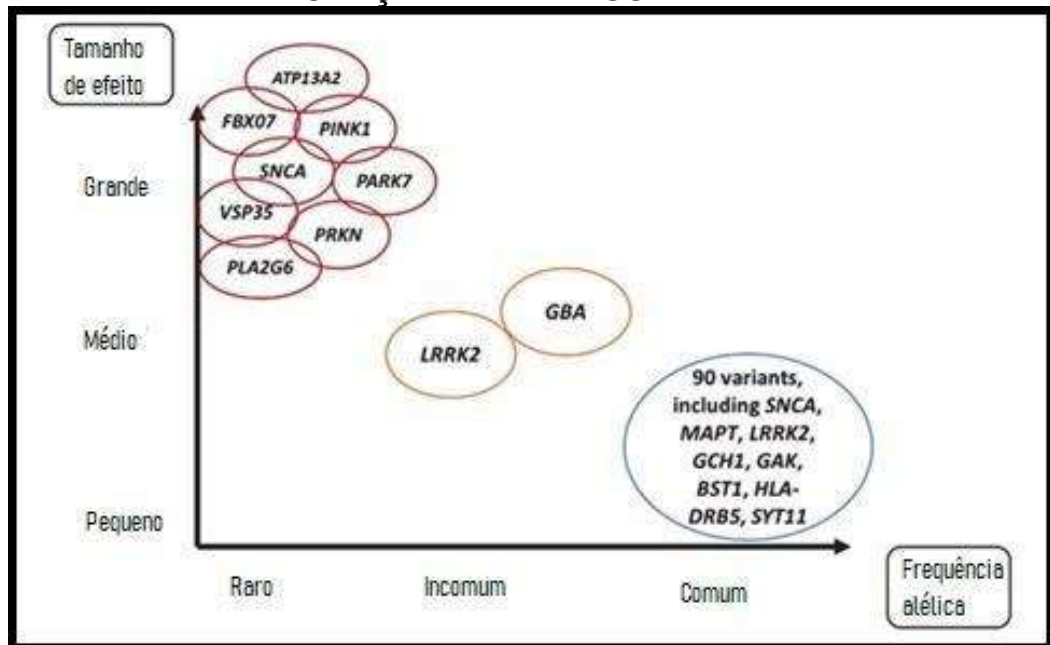 Tamanho
de efeito
ATP13A2
FBX07
PINK1
SNCA
PARK7
Grande
VSP35
PRKN
PLA2G6
GBA
Médio
LRRK2
90 variants,
including SNCA,
MAPT, LRRK2,
GCH1, GAK,
BST1, HLA-
DRB5, SYT11
Pequeno
Raro
Incomum
Comum
Frequência
alélica